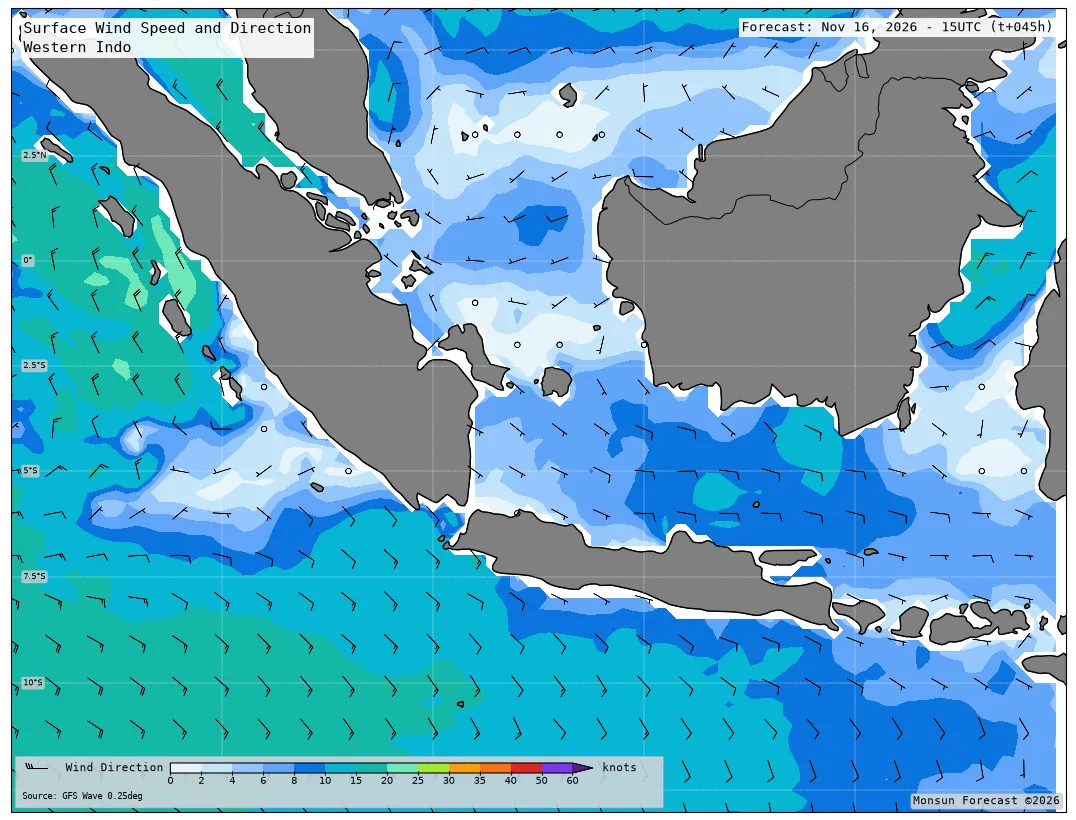 Surface Wind Speed and Direction
Western Indo
Forecast: Nov 16, 2026 - 15UTC (t+045h)
2.5°N
0°
2.5°S
5°S
7.5°S
10°S
Wind Direction
0 2 4 6 8 10 15 20 25 30 35 40 50 60
knots
Source: GFS Wave 0.25deg
Monsun Forecast ©2026